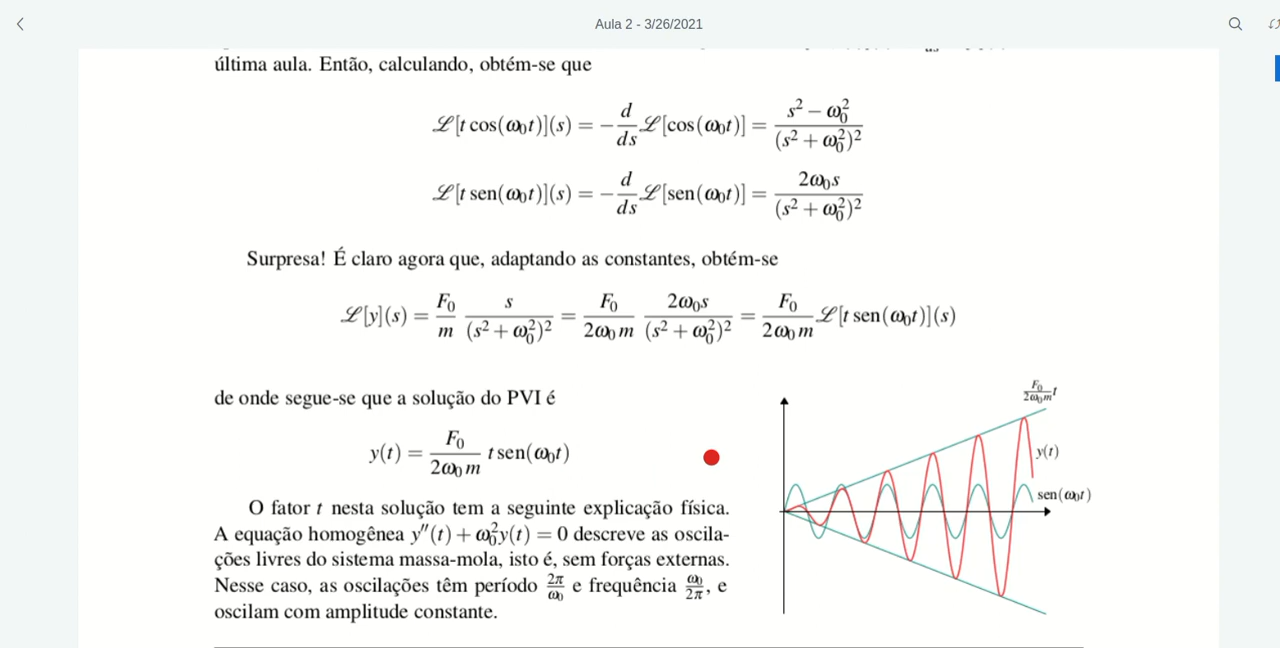 Aula 2 - 3/26/2021
última aula. Então, calculando, obtém-se que
ℒ[t cos(ω₀t)](s) = −d/ds ℒ[cos(ω₀t)] = (s² − ω₀²)/(s² + ω₀²)²
ℒ[t sen(ω₀t)](s) = −d/ds ℒ[sen(ω₀t)] = 2ω₀s/(s² + ω₀²)²
Surpresa! É claro agora que, adaptando as constantes, obtém-se
ℒ[y](s) = F₀/m s/(s² + ω₀²)² = F₀/2ω₀m 2ω₀s/(s² + ω₀²)² = F₀/2ω₀m ℒ[t sen(ω₀t)](s)
de onde segue-se que a solução do PVI é
y(t) = F₀/2ω₀m t sen(ω₀t)
O fator t nesta solução tem a seguinte explicação física.
A equação homogênea y″(t) + ω₀²y(t) = 0 descreve as oscila-
ções livres do sistema massa-mola, isto é, sem forças externas.
Nesse caso, as oscilações têm período 2π/ω₀ e frequência ω₀/2π, e
oscilam com amplitude constante.
F₀/2ω₀m t
y(t)
sen(ω₀t)